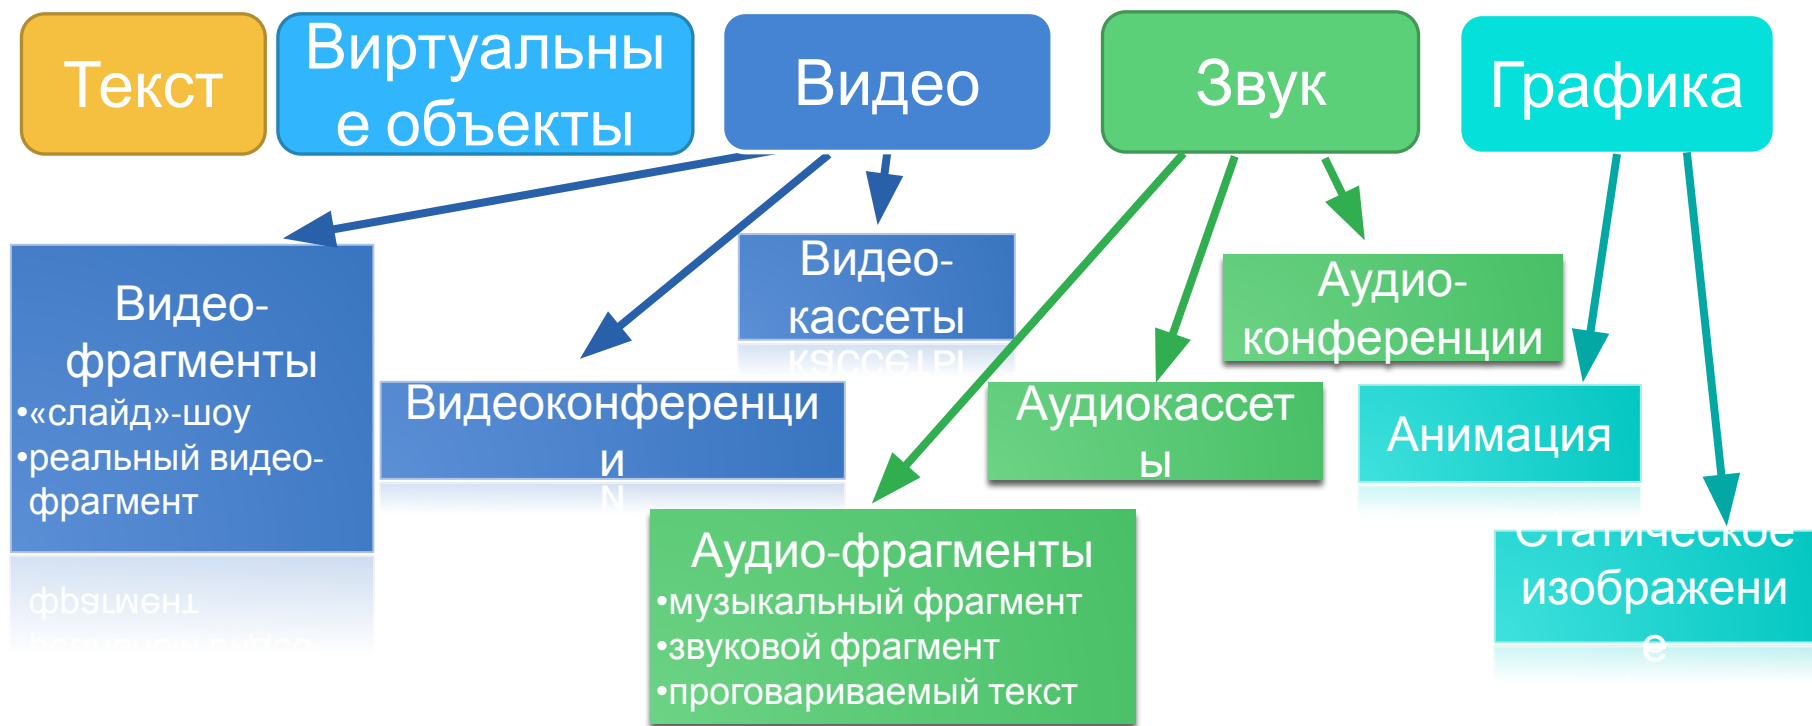 Текст
Виртуальны
е объекты
Видео
Звук
Графика
Видео-
фрагменты
•«слайд»-шоу
•реальный видео-
фрагмент
Видеоконференци
и
Видео-
кассеты
Аудио-фрагменты
•музыкальный фрагмент
•звуковой фрагмент
•проговариваемый текст
Аудиокассет
ы
Аудио-
конференции
Анимация
Статическое
изображени
е